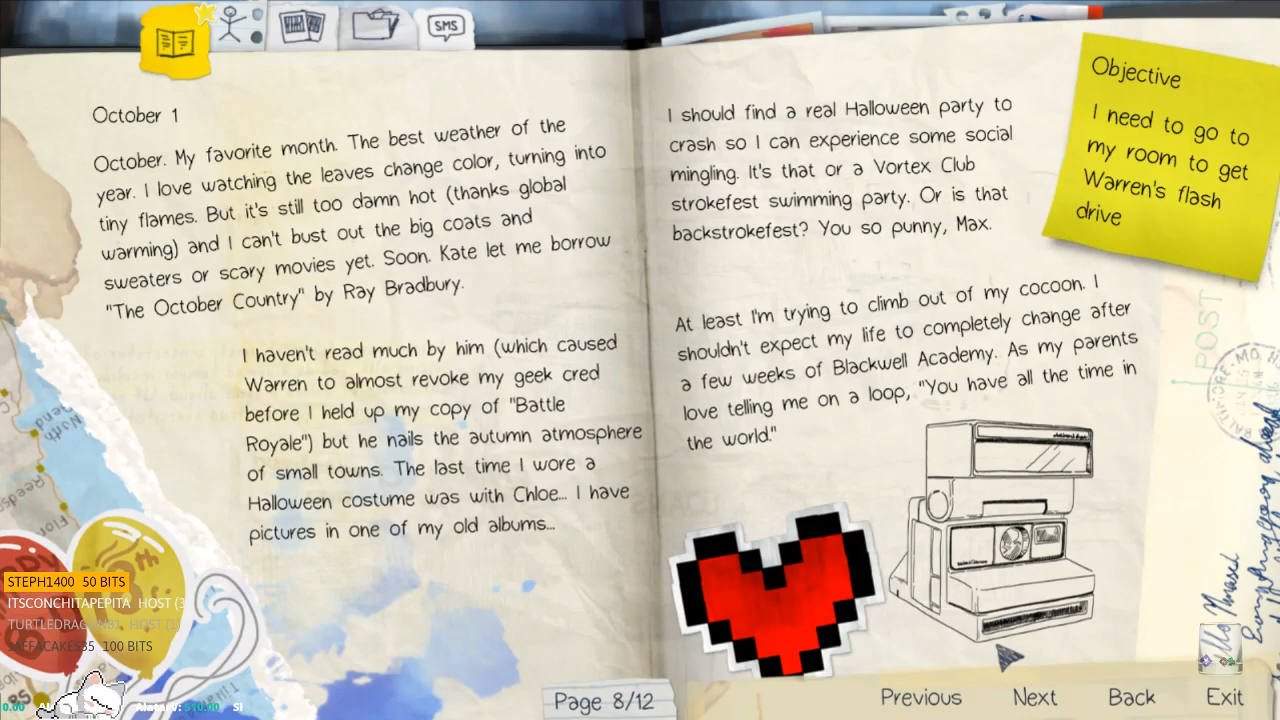 SMS
October 1
October. My favorite month. The best weather of the
year. I love watching the leaves change color, turning into
tiny flames. But it's still too damn hot (thanks global
warming) and I can't bust out the big coats and
sweaters or scary movies yet. Soon. Kate let me borrow
"The October Country" by Ray Bradbury.
I haven't read much by him (which caused
Warren to almost revoke my geek cred
before I held up my copy of "Battle
Royale") but he nails the autumn atmosphere
of small towns. The last time I wore a
Halloween costume was with Chloe... I have
pictures in one of my old albums...
I should find a real Halloween party to
crash so I can experience some social
mingling. It's that or a Vortex Club
strokefest swimming party. Or is that
backstrokefest? You so punny, Max.
At least I'm trying to climb out of my cocoon. I
shouldn't expect my life to completely change after
a few weeks of Blackwell Academy. As my parents
love telling me on a loop, "You have all the time in
the world."
Objective
I need to go to
my room to get
Warren's flash
drive
POST
North
Bend
STEPH1400 50 BITS
ITSCONCHITAPEPITA HOST (3
JAFFACAKES35 100 BITS
0.00
AlatarV: $10.00
Page 8/12
Previous
Next
Back
Exit